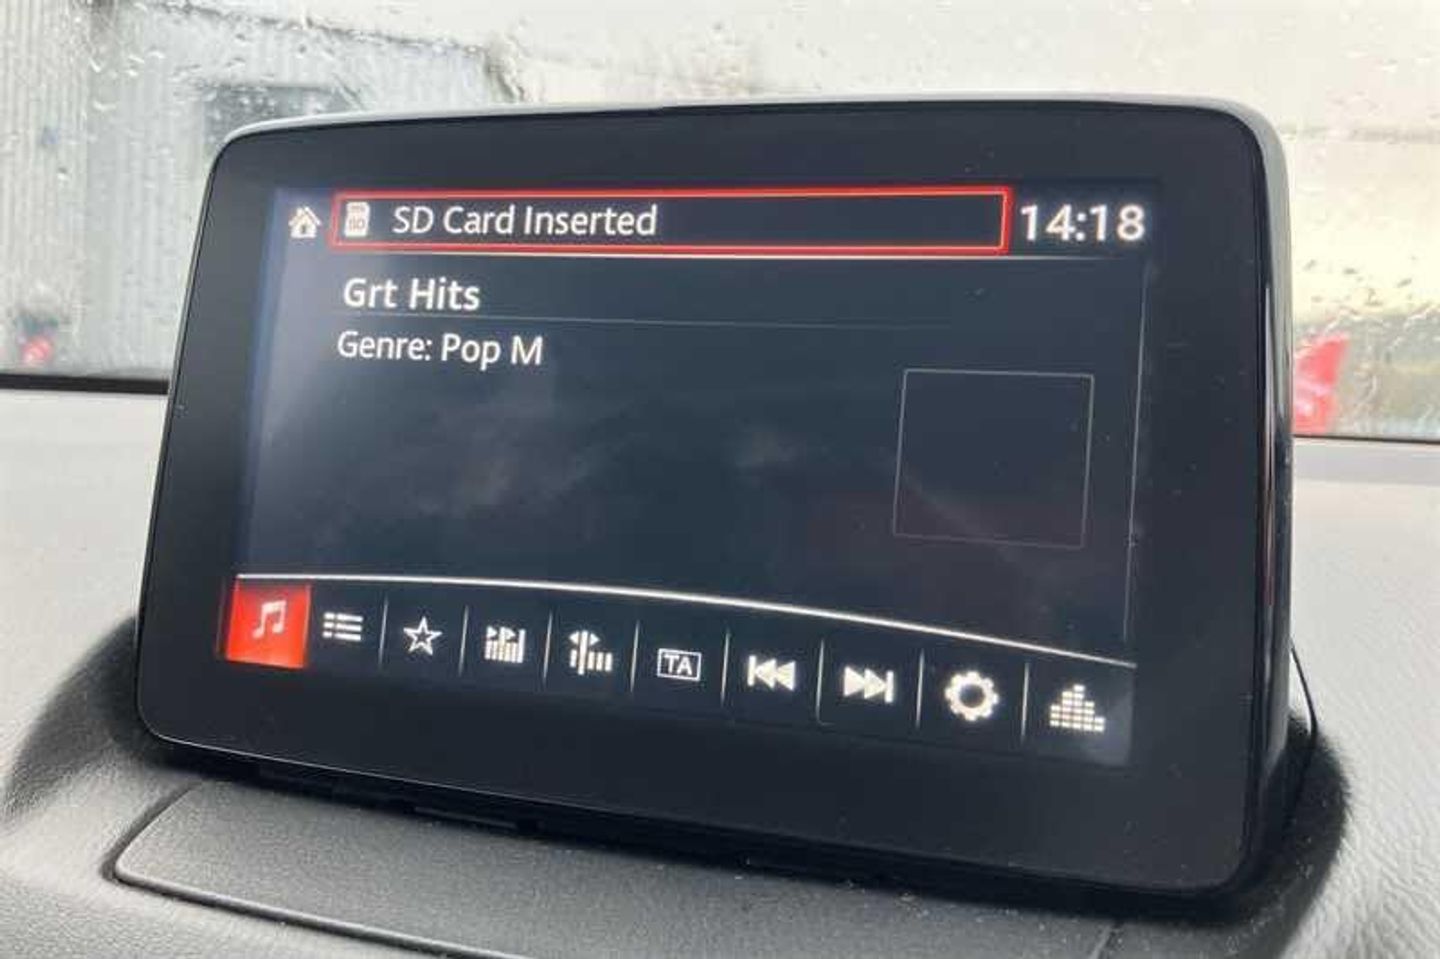 SD Card Inserted 14:18
Grt Hits
Genre: Pop M
TA